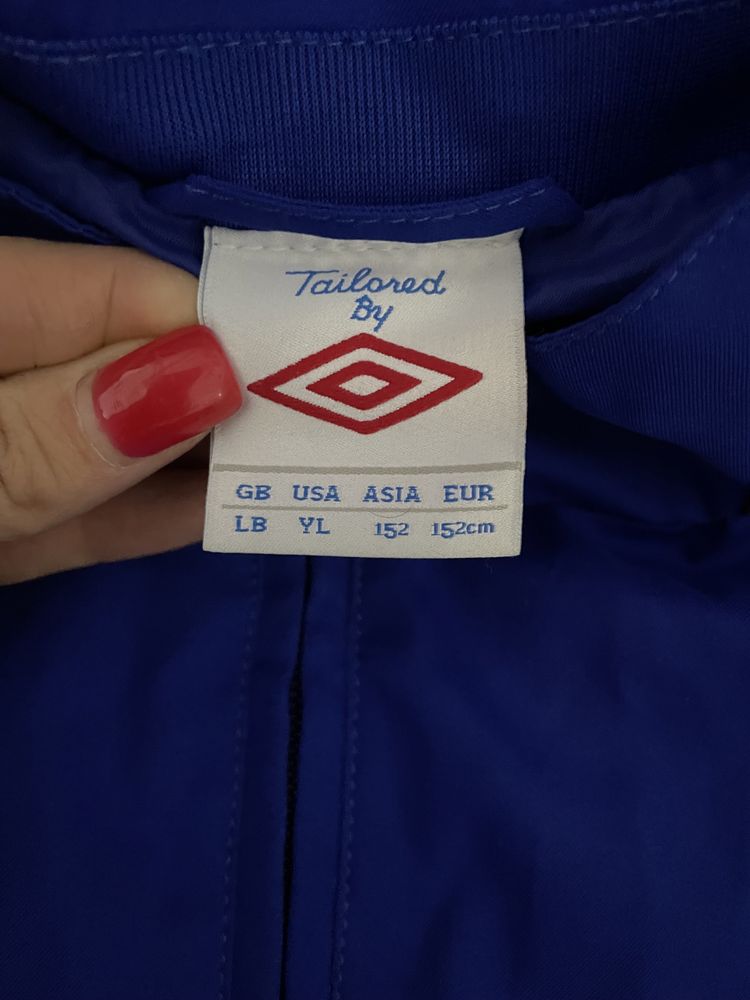 Tailored
By
GB USA ASIA EUR
LB YL 152 152cm